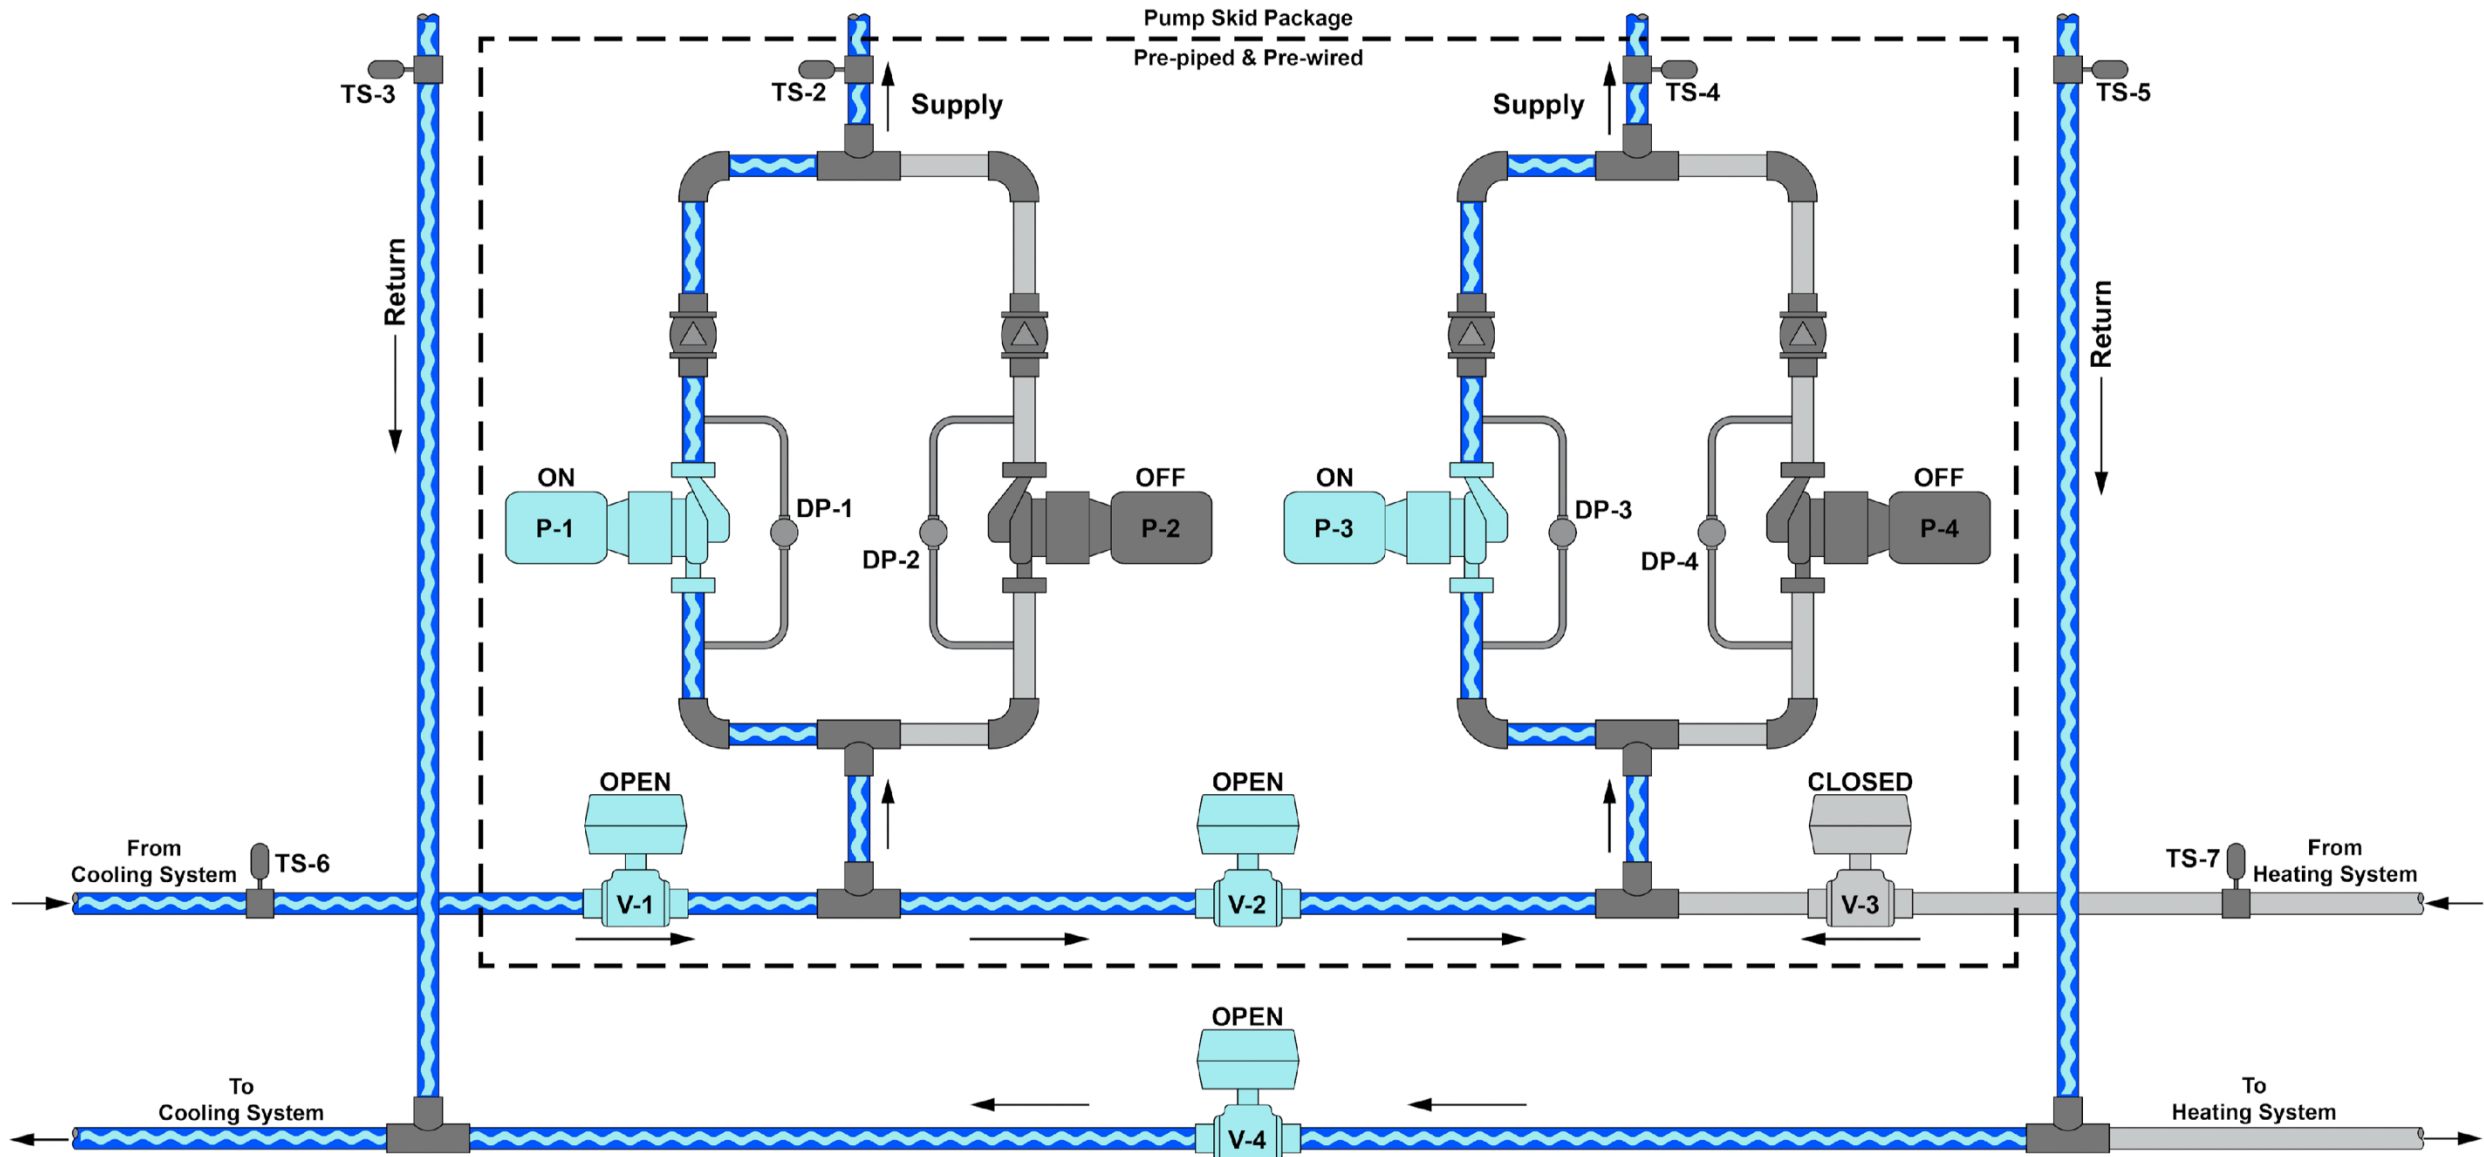 Pump Skid Package
Pre-piped & Pre-wired
TS-3
TS-2
Supply
Supply
TS-4
TS-5
Return
Return
ON
P-1
DP-1
DP-2
OFF
P-2
ON
P-3
DP-3
DP-4
OFF
P-4
OPEN
V-1
OPEN
V-2
CLOSED
V-3
From
Cooling System
TS-6
TS-7
From
Heating System
OPEN
V-4
To
Cooling System
To
Heating System